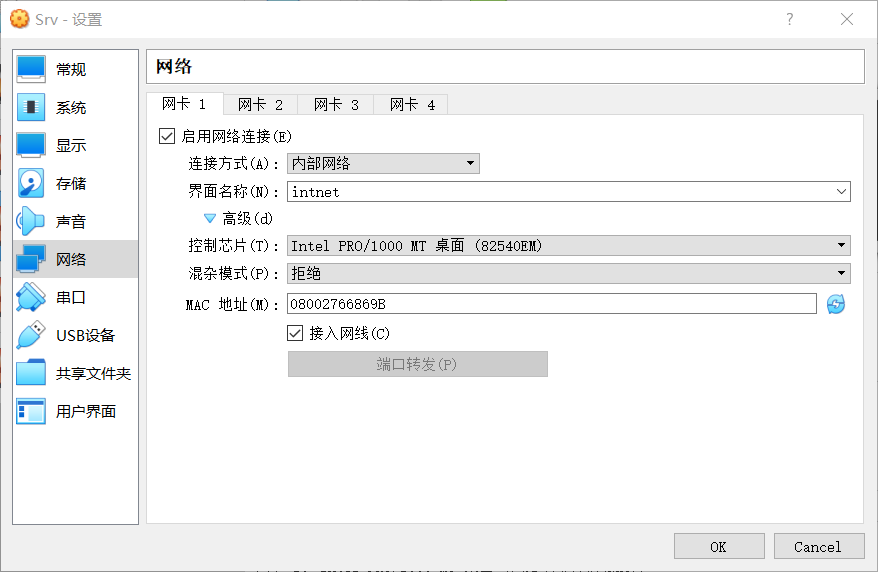 Srv - 设置
?
常规
系统
显示
存储
声音
网络
串口
USB设备
共享文件夹
用户界面
网络
网卡 1 网卡 2 网卡 3 网卡 4
启用网络连接(E)
连接方式(A): 内部网络
界面名称(N): intnet
高级(d)
控制芯片(T): Intel PRO/1000 MT 桌面 (82540EM)
混杂模式(P): 拒绝
MAC 地址(M): 08002766869B
接入网线(C)
端口转发(P)
OK Cancel